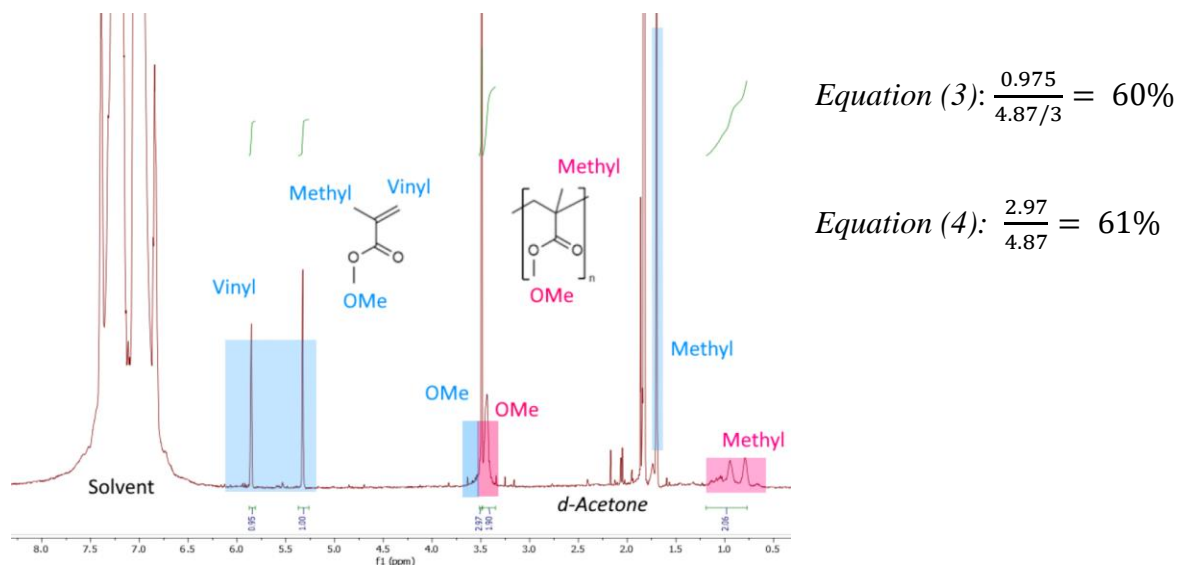 Equation (3): 0.975 / 4.87/3 = 60%
Equation (4): 2.97 / 4.87 = 61%
Methyl
Methyl
Vinyl
O
O
Vinyl
OMe
O
O
n
OMe
Methyl
OMe
OMe
Methyl
Solvent
d-Acetone
0.95
1.00
2.97
1.90
2.06
8.0 7.5 7.0 6.5 6.0 5.5 5.0 4.5 4.0 3.5 3.0 2.5 2.0 1.5 1.0 0.5
f1 (ppm)